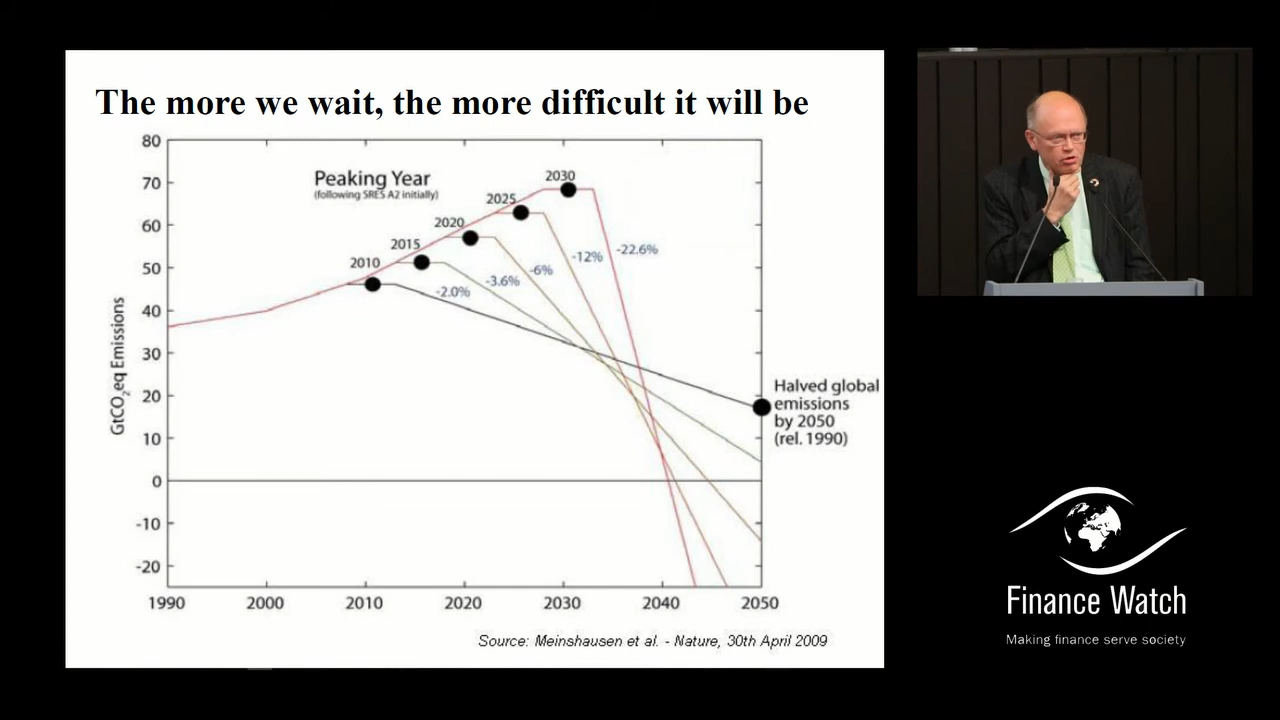 The more we wait, the more difficult it will be
80
70
60
50
40
30
20
10
0
-10
-20
GtCO2eq Emissions
Peaking Year
(following SRES A2 initially)
2010
2015
2020
2025
2030
-2.0%
-3.6%
-6%
-12%
-22.6%
Halved global
emissions
by 2050
(rel. 1990)
1990
2000
2010
2020
2030
2040
2050
Source: Meinshausen et al. - Nature, 30th April 2009
Finance Watch
Making finance serve society